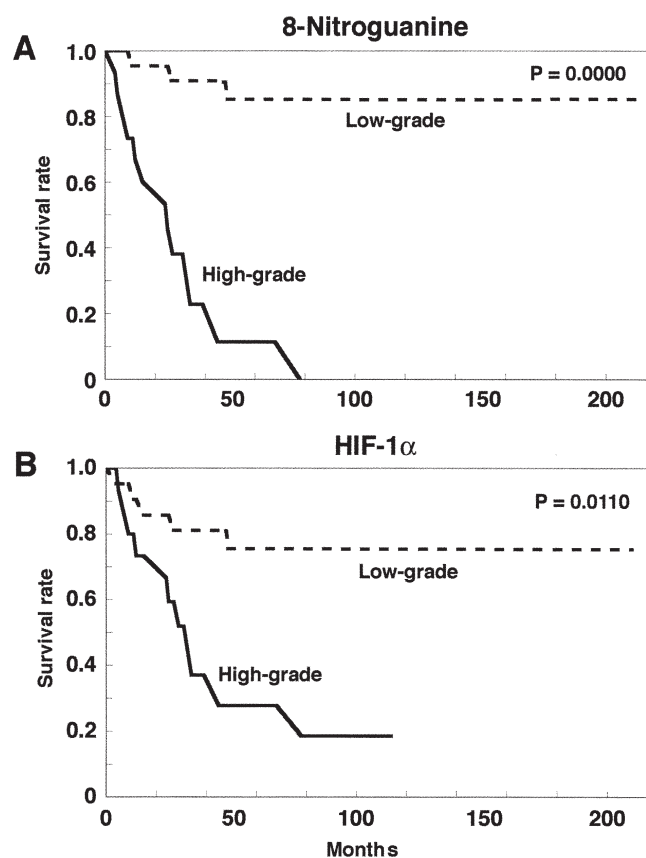 8-Nitroguanine
A
1.0
P = 0.0000
0.8
Low-grade
0.6
Survival rate
0.4
High-grade
0.2
0
0 50 100 150 200
HIF-1α
B
1.0
P = 0.0110
0.8
Low-grade
0.6
Survival rate
0.4
High-grade
0.2
0
0 50 100 150 200
Months